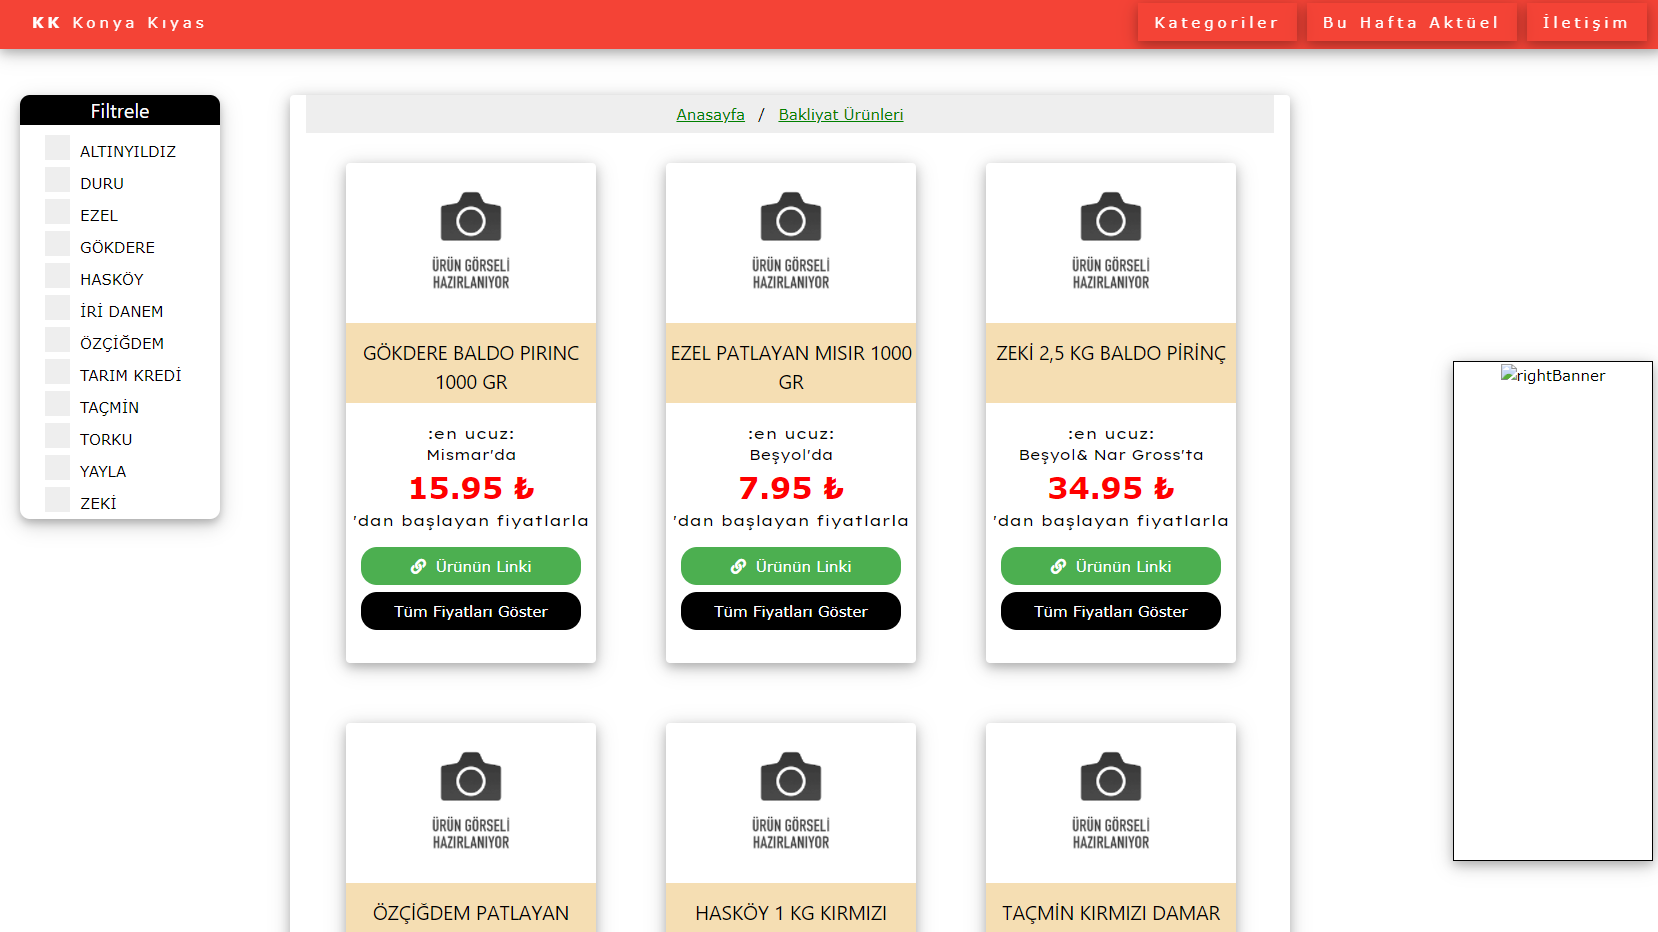 KK Konya Kıyas
Kategoriler
Bu Hafta Aktüel
İletişim
Filtrele
ALTINYILDIZ
DURU
EZEL
GÖKDERE
HASKÖY
İRİ DANEM
ÖZÇİĞDEM
TARIM KREDİ
TAÇMİN
TORKU
YAYLA
ZEKİ
Anasayfa / Bakliyat Ürünleri
ÜRÜN GÖRSELİ
HAZIRLANIYOR
GÖKDERE BALDO PIRINC
1000 GR
:en ucuz:
Mismar'da
15.95 ₺
'dan başlayan fiyatlarla
Ürünün Linki
Tüm Fiyatları Göster
ÜRÜN GÖRSELİ
HAZIRLANIYOR
EZEL PATLAYAN MISIR 1000
GR
:en ucuz:
Beşyol'da
7.95 ₺
'dan başlayan fiyatlarla
Ürünün Linki
Tüm Fiyatları Göster
ÜRÜN GÖRSELİ
HAZIRLANIYOR
ZEKİ 2,5 KG BALDO PİRİNÇ
:en ucuz:
Beşyol& Nar Gross'ta
34.95 ₺
'dan başlayan fiyatlarla
Ürünün Linki
Tüm Fiyatları Göster
ÜRÜN GÖRSELİ
HAZIRLANIYOR
ÖZÇİĞDEM PATLAYAN
ÜRÜN GÖRSELİ
HAZIRLANIYOR
HASKÖY 1 KG KIRMIZI
ÜRÜN GÖRSELİ
HAZIRLANIYOR
TAÇMİN KIRMIZI DAMAR
rightBanner